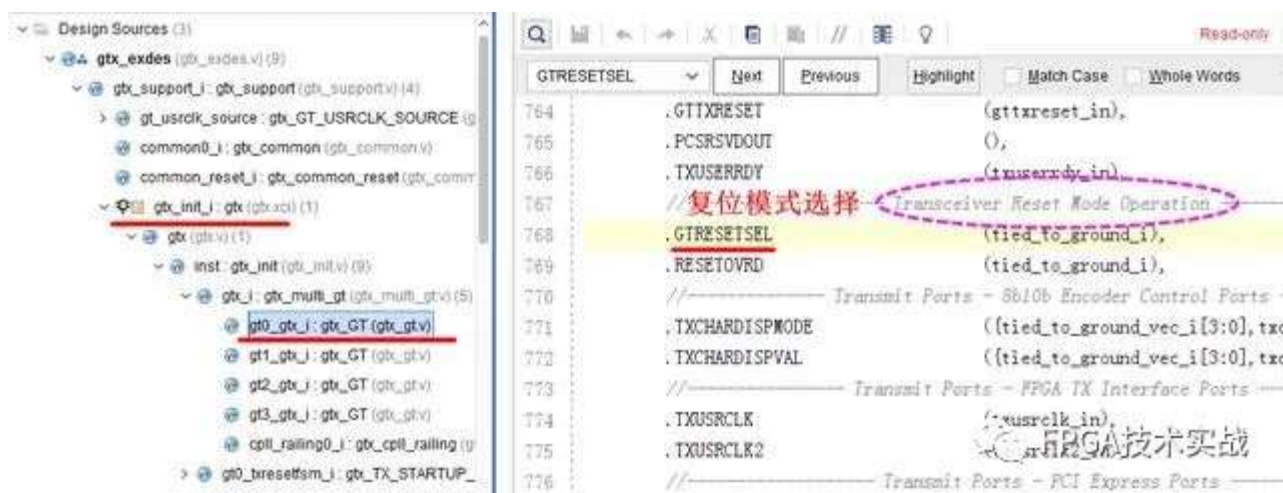 Design Sources (3)
gtx_exdes (gtx_exdes.v) (9)
gtx_support_i : gtx_support (gtx_support.v) (4)
gt_usrclk_source : gtx_GT_USRCLK_SOURCE
common0_i : gtx_common (gtx_common.v)
common_reset_i : gtx_common_reset
gtx_init_i : gtx (gtx.xci) (1)
gtx (gtx.v) (1)
inst : gtx_init (gtx_init.v) (9)
gtx_i : gtx_multi_gt (gtx_multi_gt.v) (5)
gt0_gtx_i : gtx_GT (gtx_gt.v)
gt1_gtx_i : gtx_GT (gtx_gt.v)
gt2_gtx_i : gtx_GT (gtx_gt.v)
gt3_gtx_i : gtx_GT (gtx_gt.v)
cpll_railing0_i : gtx_cpll_railing
gt0_txresetfsm_i : gtx_TX_STARTUP_
Read-only
GTRESETSEL Next Previous Highlight Match Case Whole Words
764 .GTTXRESET (gttxreset_in),
765 .PCSRSVDOUT (),
766 .TXUSERRDY (txuserrdy_in),
767 //复位模式选择 Transceiver Reset Mode Operation
768 .GTRESETSEL (tied_to_ground_i),
769 .RESETOVRD (tied_to_ground_i),
770 //--------------- Transmit Ports - 8b10b Encoder Control Ports
771 .TXCHARDISPMODE ({tied_to_ground_vec_i[3:0],txc
772 .TXCHARDISPVAL ({tied_to_ground_vec_i[3:0],txc
773 //----------------- Transmit Ports - FPGA TX Interface Ports
774 .TXUSRCLK (txusrclk_in),
775 .TXUSRCLK2
FPGA技术实战
776 //--------------------- Transmit Ports - PCI Express Ports